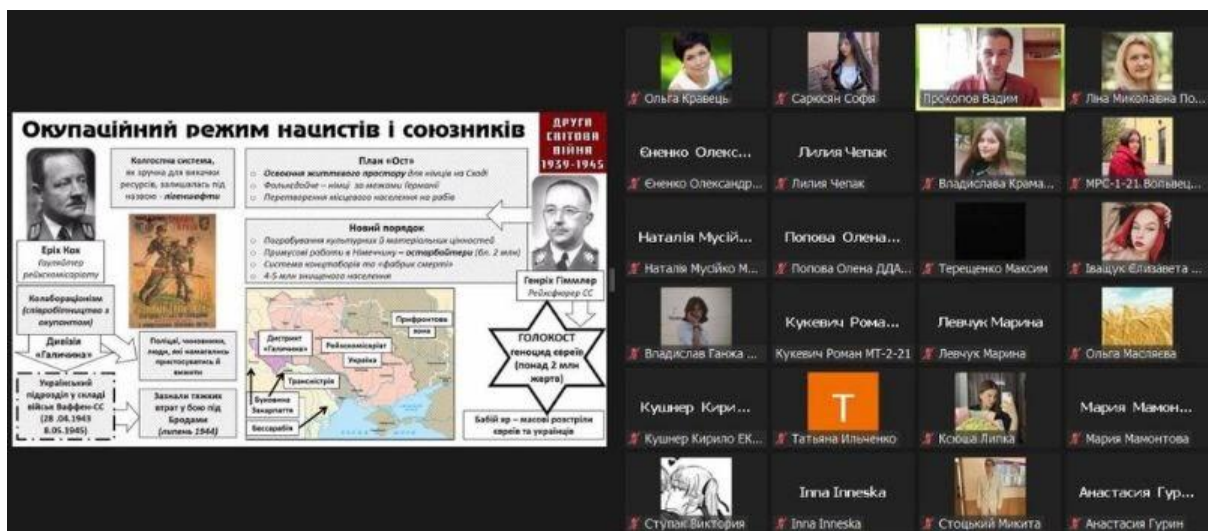 Окупаційний режим нацистів і союзників
ДРУГА
СВІТОВА
ВІЙНА
1939-1945
Колгоспна система,
як зручна для викачки
ресурсів, залишалась під
назвою - лігеншафти
План «Ост»
Освоєння життєвого простору для німців на Сході
Фольксдойче – німці за межами Германії
Перетворення місцевого населення на рабів
Новий порядок
Пограбування культурних й матеріальних цінностей
Примусові работи в Німеччину – остарбайтери (бл. 2 млн)
Система концтаборів та «фабрик смерті»
4-5 млн знищеного населення
Еріх Кох
Гауляйтер
рейхскомісаріату
Генріх Гіммлер
Рейхсфюрер СС
Колабораціонізм
(співробітництво з
окупантом)
Дивізія
«Галичина»
Поліцаї, чиновники,
люди, які намагались
пристосуватись й
вижити
Український
підрозділ у складі
військ Ваффен-СС
(28 .04.1943
8.05.1945)
Зазнали тяжких
втрат у бою під
Бродами
(липень 1944)
Дистрикт
«Галичина»
Рейхскомісаріат
Україна
Прифронтова
зона
Трансністрія
Буковина
Закарпаття
Бессарабія
ГОЛОКОСТ
геноцид євреїв
(понад 2 млн
жертв)
Бабій яр – масові розстріли
євреїв та українців
Ольга Кравець
Сарюсян Софія
Прокопов Вадим
Ліна Миколаївна По...
Єненко Олекс...
Єненко Олександр...
Лилия Чепак
Лилия Чепак
Владислава Крама...
МРС-1-21 Вольвец...
Наталія Мусій...
Наталія Мусійко М...
Попова Олена...
Попова Олена ДДА...
Терещенко Максим
Іващук Єлизавета ...
Владислав Ганжа ...
Кукевич Рома...
Кукевич Роман МТ-2-21
Левчук Марина
Левчук Марина
Ольга Масляєва
Кушнер Кири...
Кушнер Кирило ЕК...
Т
Татьяна Ильченко
Ксюша Липка
Мария Мамон...
Мария Мамонтова
Ступак Виктория
Inna Inneska
Inna Inneska
Стоцький Микита
Анастасия Гур...
Анастасия Гурин